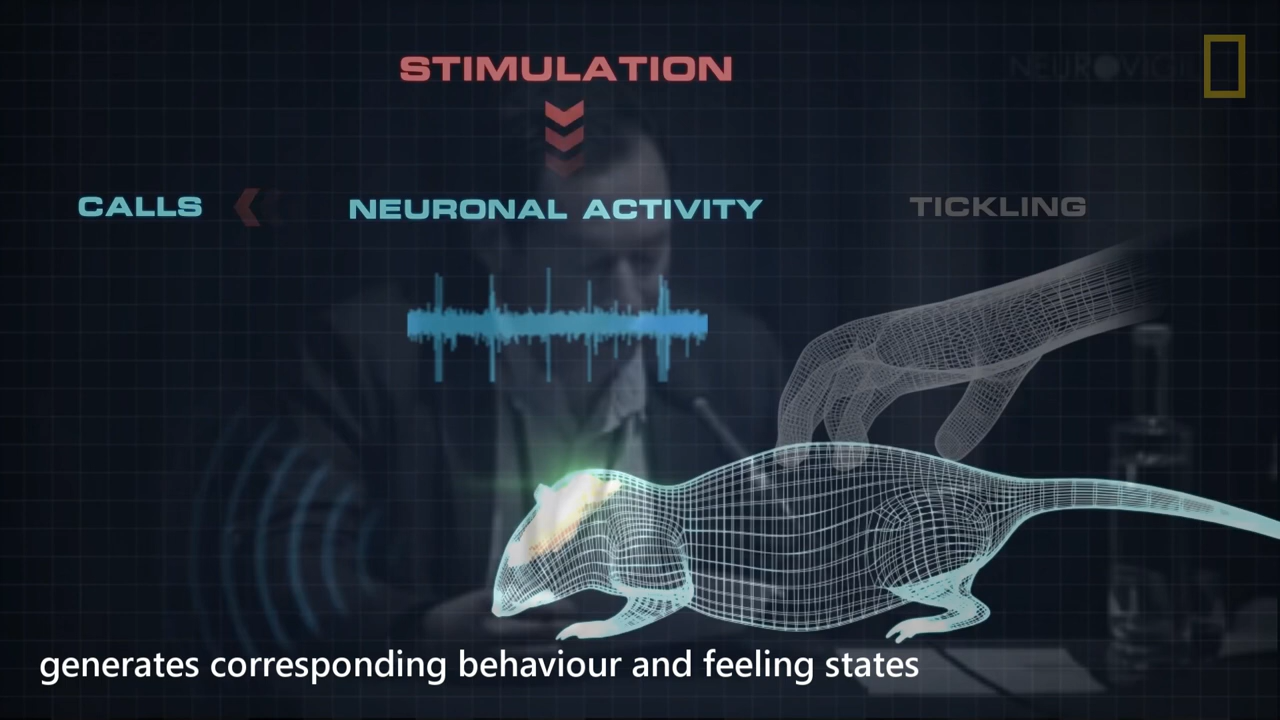 STIMULATION
CALLS
NEURONAL ACTIVITY
TICKLING
generates corresponding behaviour and feeling states